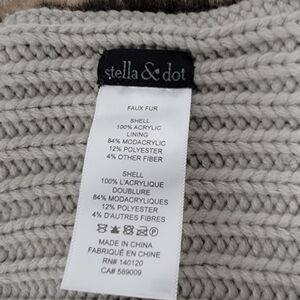 stella & dot
FAUX FUR
SHELL
100% ACRYLIC
LINING
84% MODACRYLIC
12% POLYESTER
4% OTHER FIBER
SHELL
100% L'ACRYLIQUE
DOUBLURE
84% MODACRYLIQUES
12% POLYESTER
4% D'AUTRES FIBRES
MADE IN CHINA
FABRIQUÉ EN CHINE
RN# 140120
CA# 589009